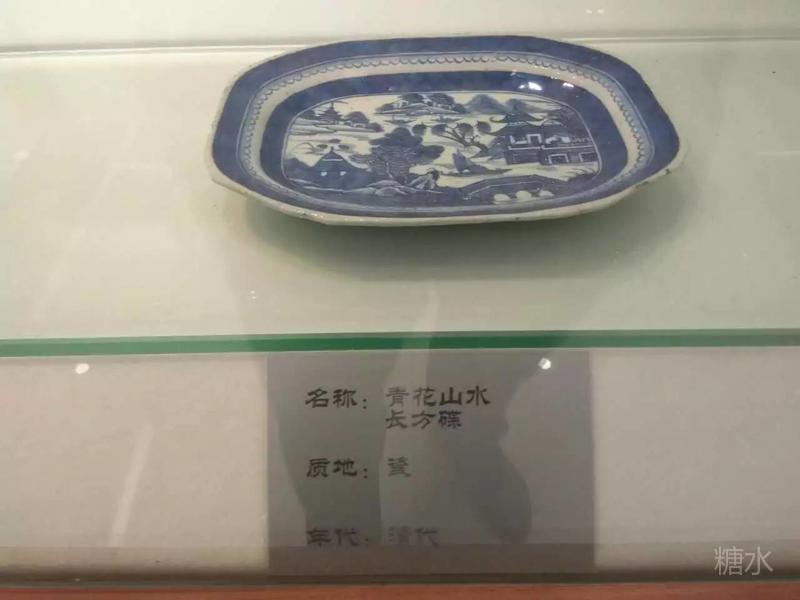 名称：青花山水
长方碟
质地：瓷
年代：清代
糖水